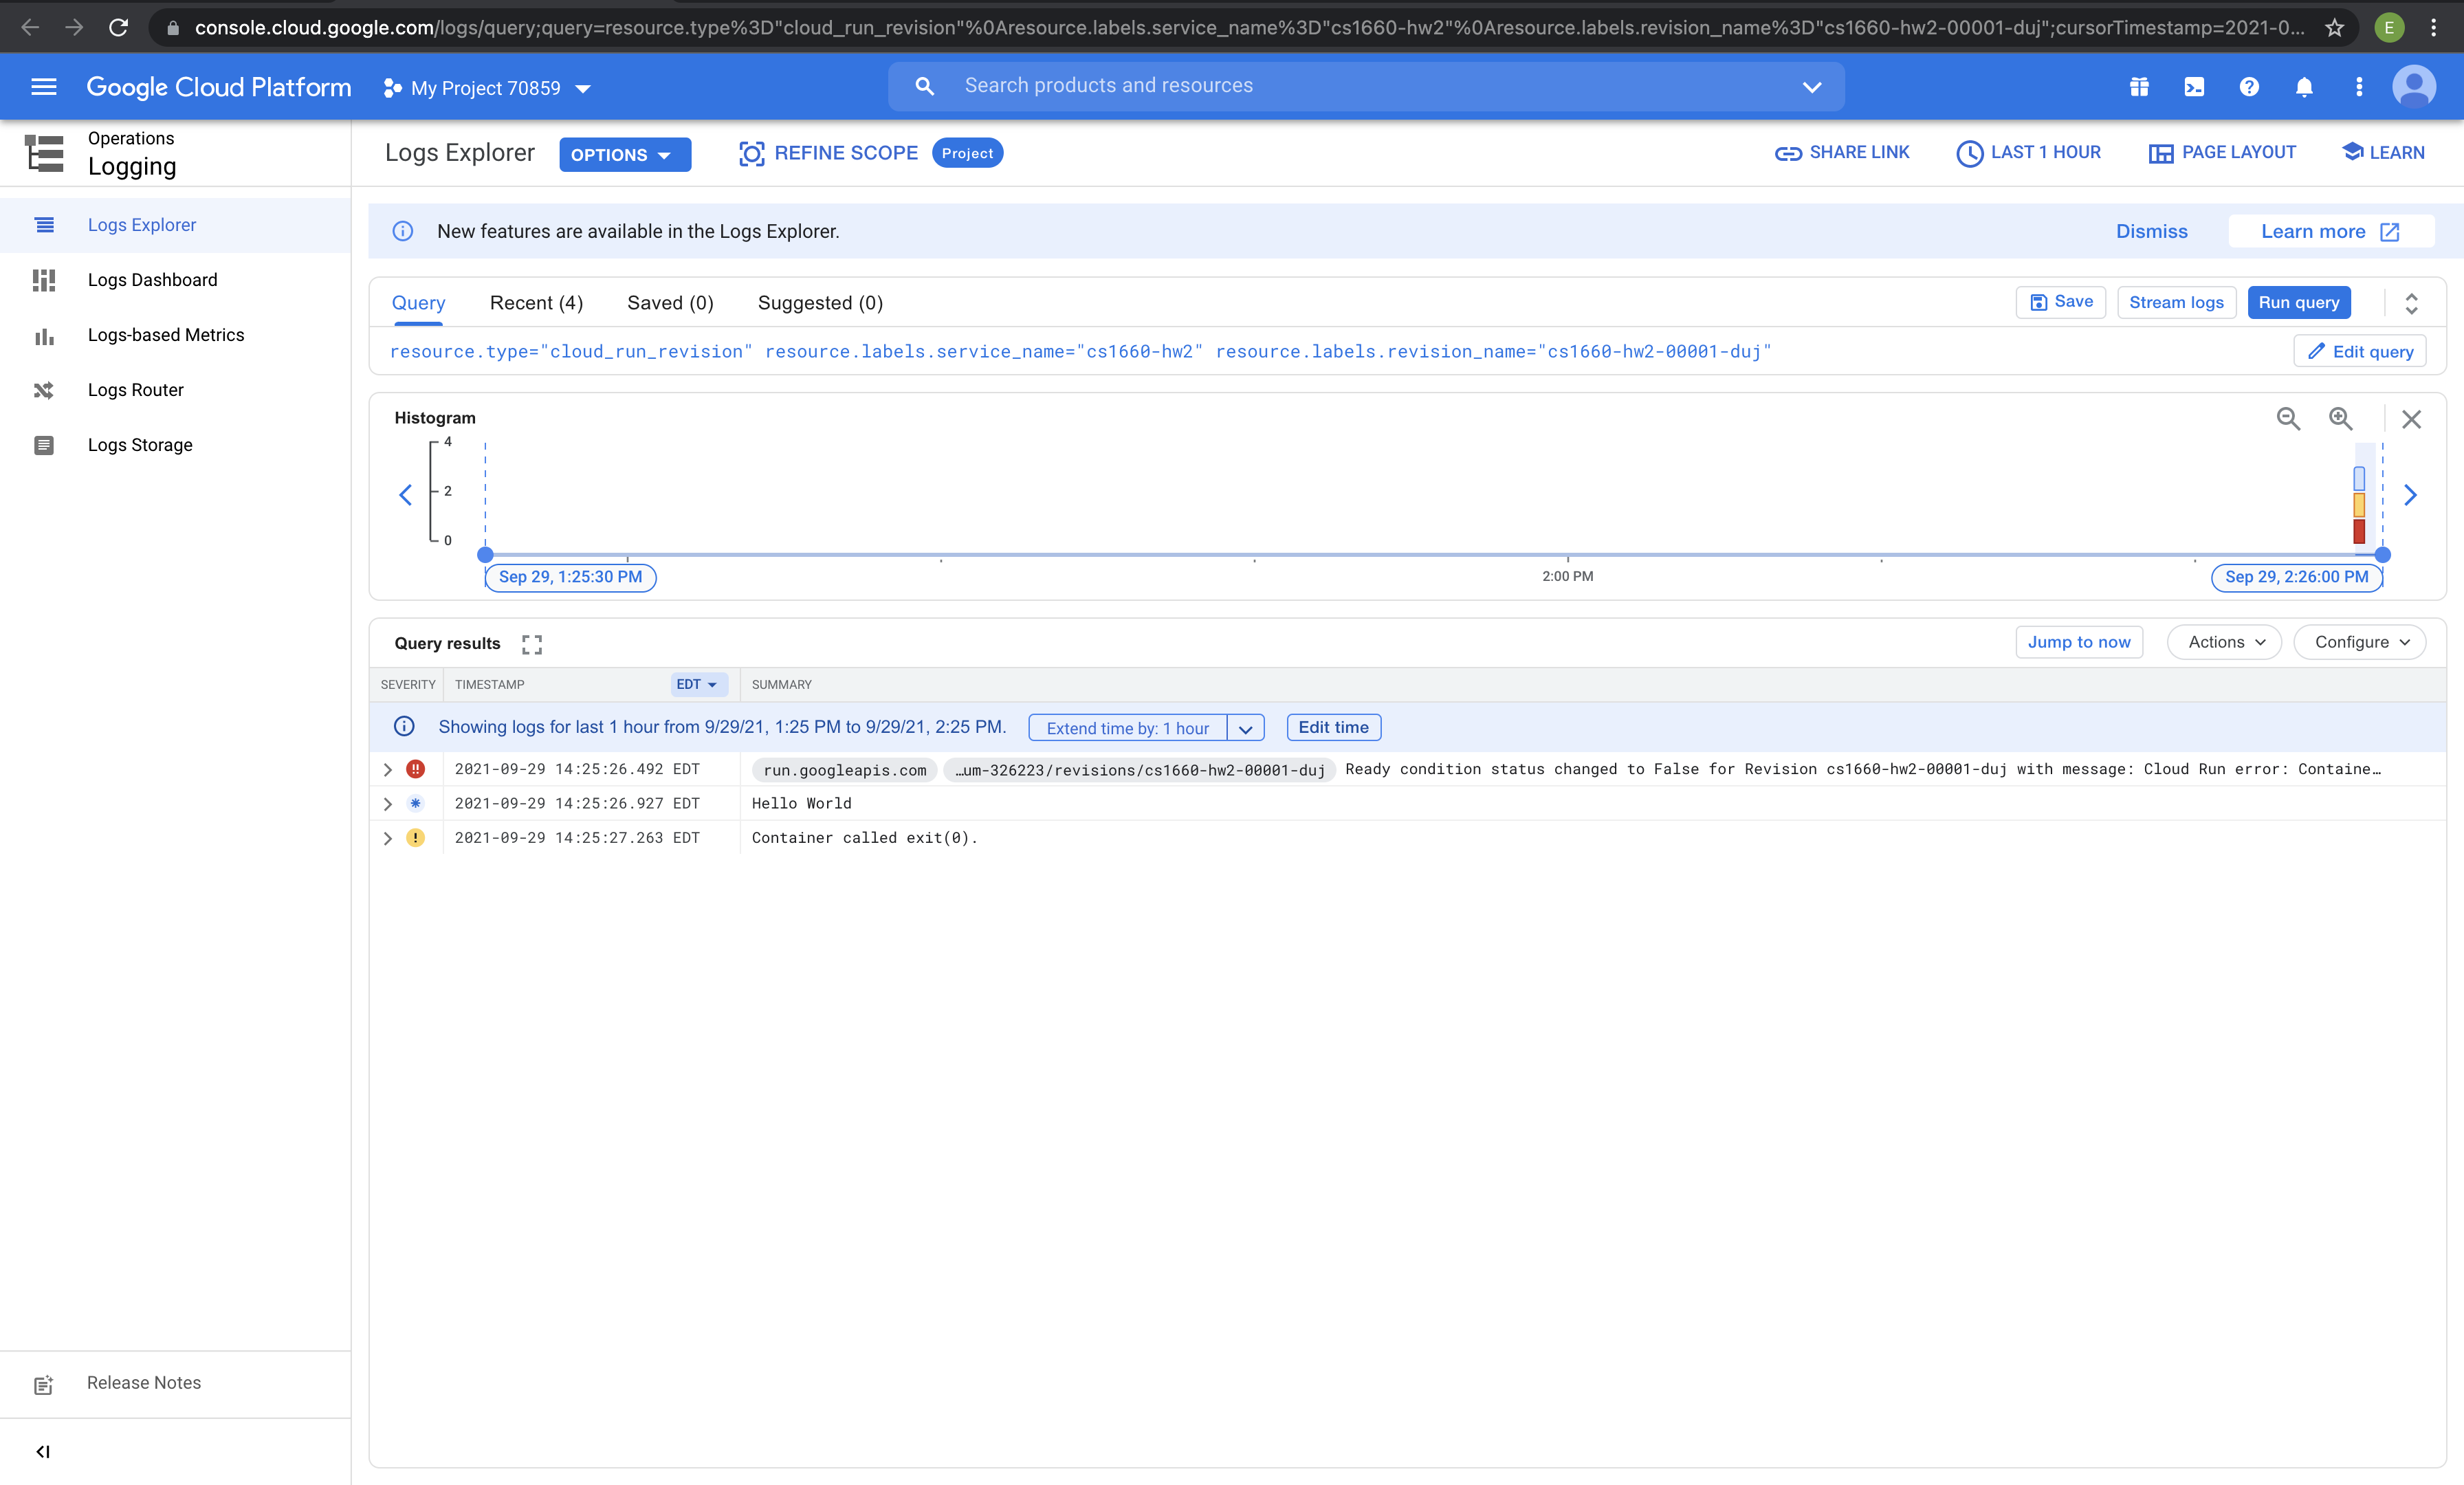 console.cloud.google.com/logs/query;query=resource.type%3D"cloud_run_revision"%0Aresource.labels.service_name%3D"cs1660-hw2"%0Aresource.labels.revision_name%3D"cs1660-hw2-00001-duj";cursorTimestamp=2021-0...
E
Google Cloud Platform
My Project 70859
Search products and resources
Operations
Logging
Logs Explorer
OPTIONS
REFINE SCOPE
Project
SHARE LINK
LAST 1 HOUR
PAGE LAYOUT
LEARN
Logs Explorer
Logs Dashboard
Logs-based Metrics
Logs Router
Logs Storage
New features are available in the Logs Explorer.
Dismiss
Learn more
Query
Recent (4)
Saved (0)
Suggested (0)
Save
Stream logs
Run query
resource.type="cloud_run_revision" resource.labels.service_name="cs1660-hw2" resource.labels.revision_name="cs1660-hw2-00001-duj"
Edit query
Histogram
4
2
0
Sep 29, 1:25:30 PM
2:00 PM
Sep 29, 2:26:00 PM
Query results
Jump to now
Actions
Configure
SEVERITY
TIMESTAMP
EDT
SUMMARY
Showing logs for last 1 hour from 9/29/21, 1:25 PM to 9/29/21, 2:25 PM.
Extend time by: 1 hour
Edit time
2021-09-29 14:25:26.492 EDT run.googleapis.com …um-326223/revisions/cs1660-hw2-00001-duj Ready condition status changed to False for Revision cs1660-hw2-00001-duj with message: Cloud Run error: Containe…
2021-09-29 14:25:26.927 EDT Hello World
2021-09-29 14:25:27.263 EDT Container called exit(0).
Release Notes